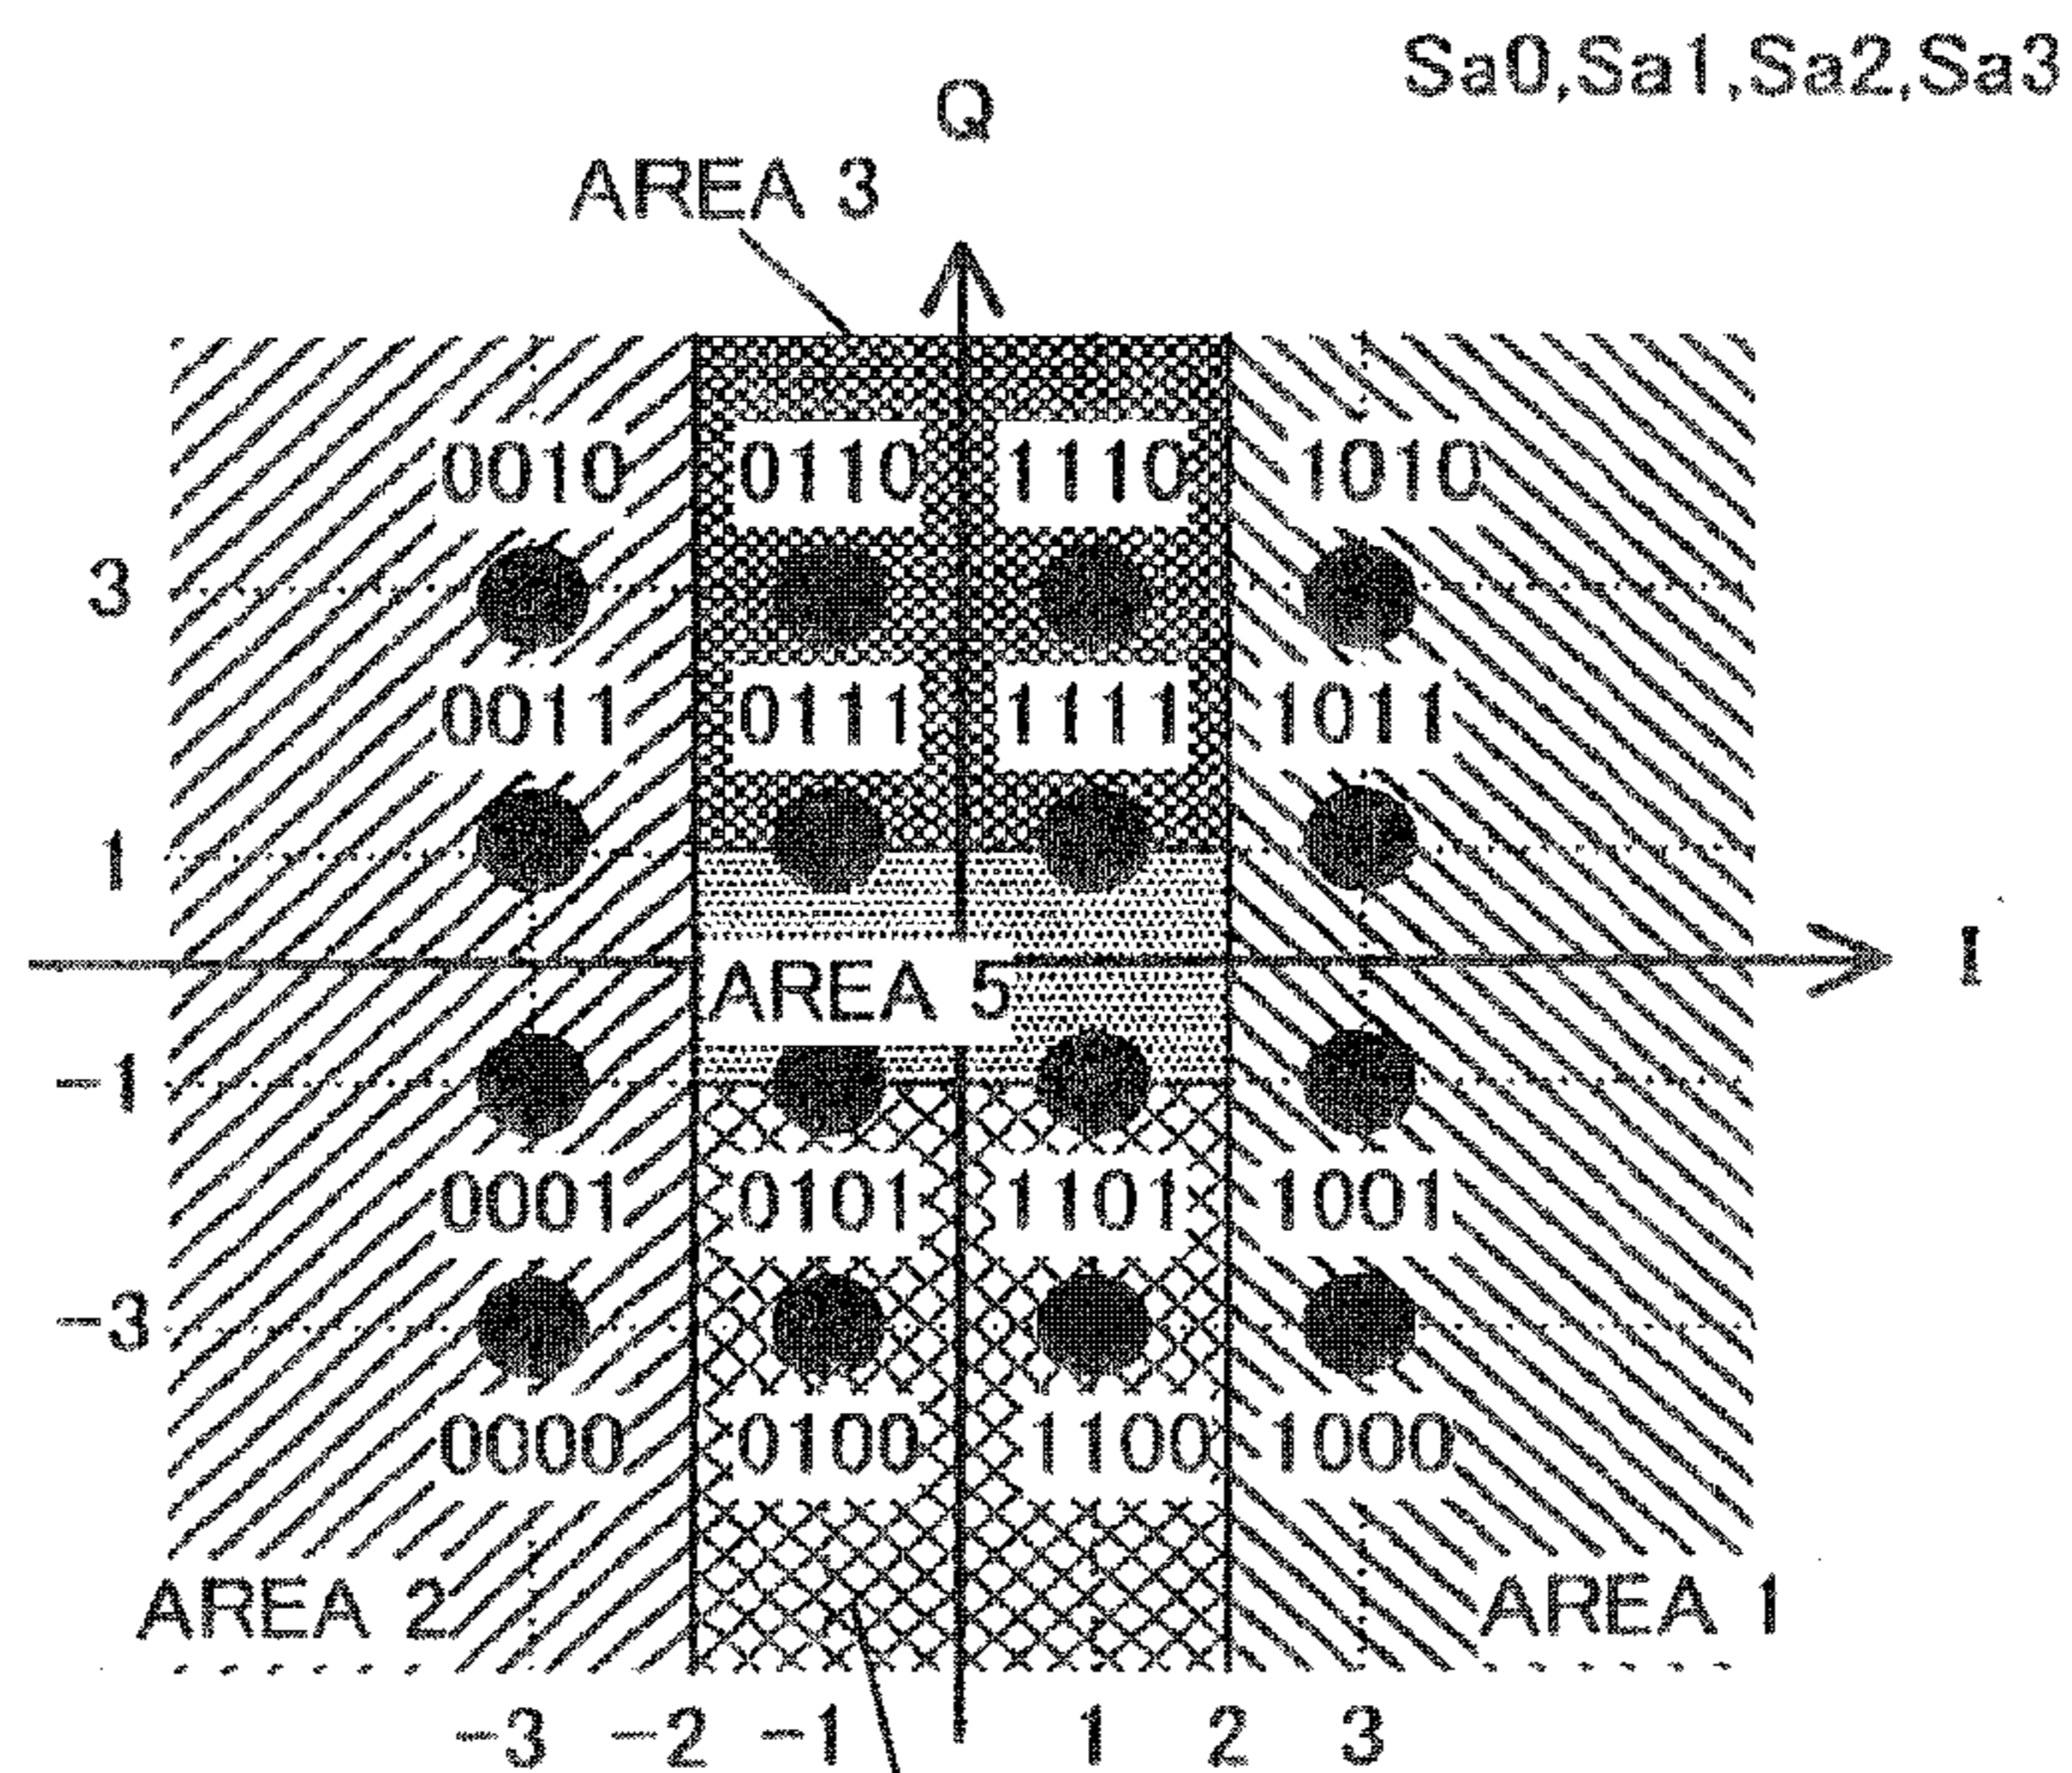 Sa0,Sa1,Sa2,Sa3
Q
AREA 3
0010 0110 1110 1010
3
0011 0111 1111 1011
1
I
AREA 5
-1
0001 0101 1101 1001
-3
0000 0100 1100 1000
AREA 2 AREA 1
-3 -2 -1 1 2 3